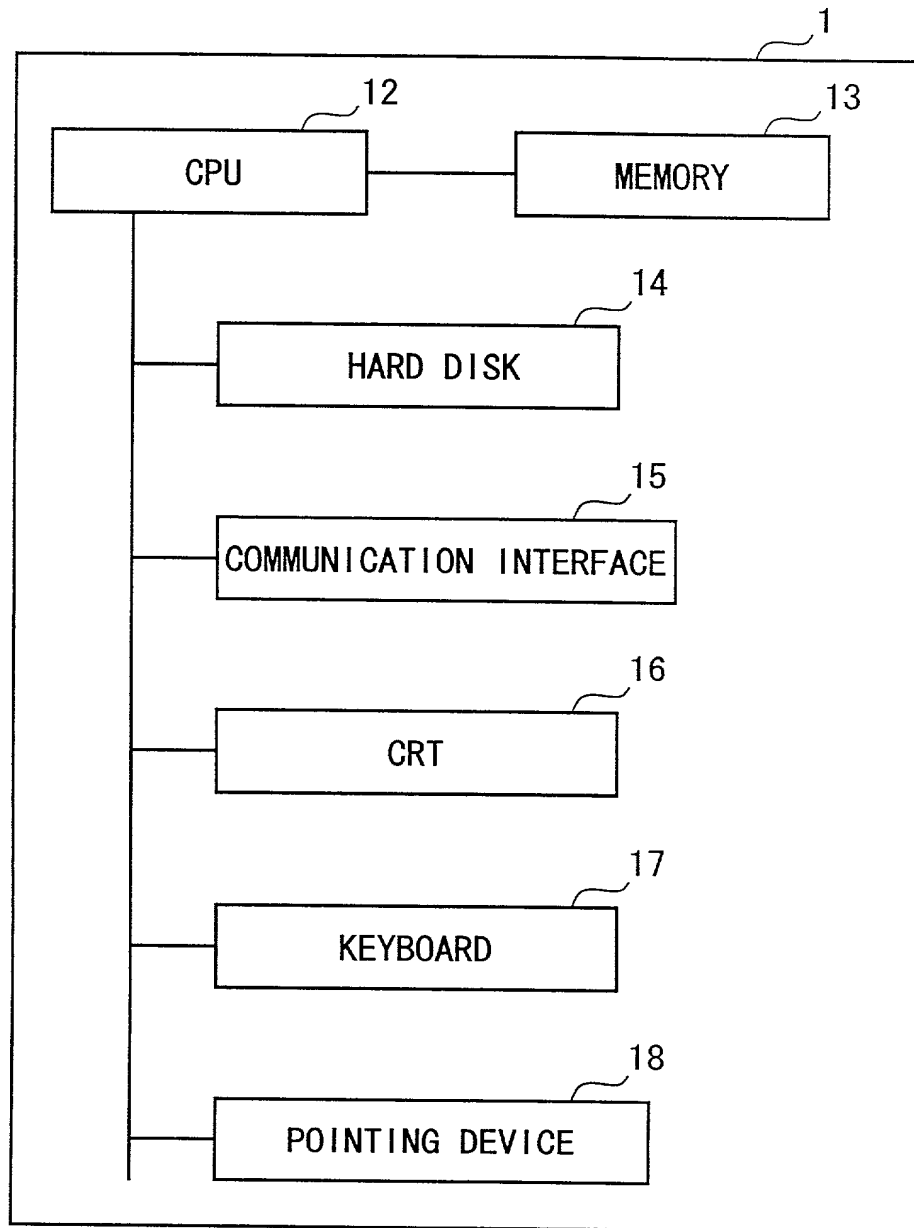 1
12
13
CPU
MEMORY
14
HARD DISK
15
COMMUNICATION INTERFACE
16
CRT
17
KEYBOARD
18
POINTING DEVICE